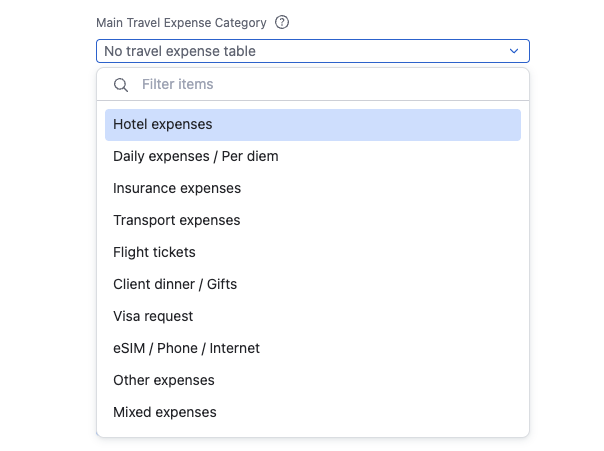 Main Travel Expense Category ?
No travel expense table
Filter items
Hotel expenses
Daily expenses / Per diem
Insurance expenses
Transport expenses
Flight tickets
Client dinner / Gifts
Visa request
eSIM / Phone / Internet
Other expenses
Mixed expenses